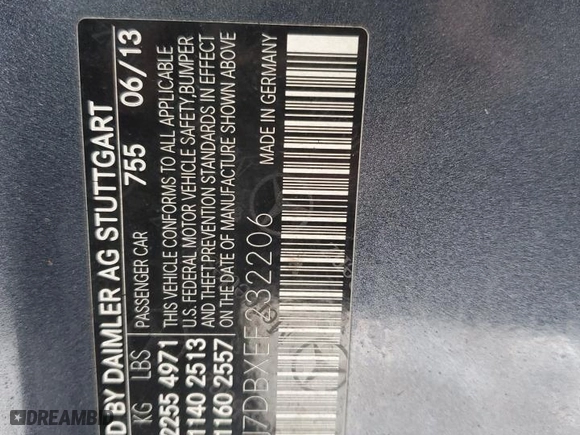 D BY DAIMLER AG STUTTGART
KG LBS PASSENGER CAR 755 06/13
2255 4971 THIS VEHICLE CONFORMS TO ALL APPLICABLE
U.S. FEDERAL MOTOR VEHICLE SAFETY, BUMPER
1140 2513 AND THEFT PREVENTION STANDARDS IN EFFECT
1160 2557 ON THE DATE OF MANUFACTURE SHOWN ABOVE
7DBXEF232206 MADE IN GERMANY
DREAMBID